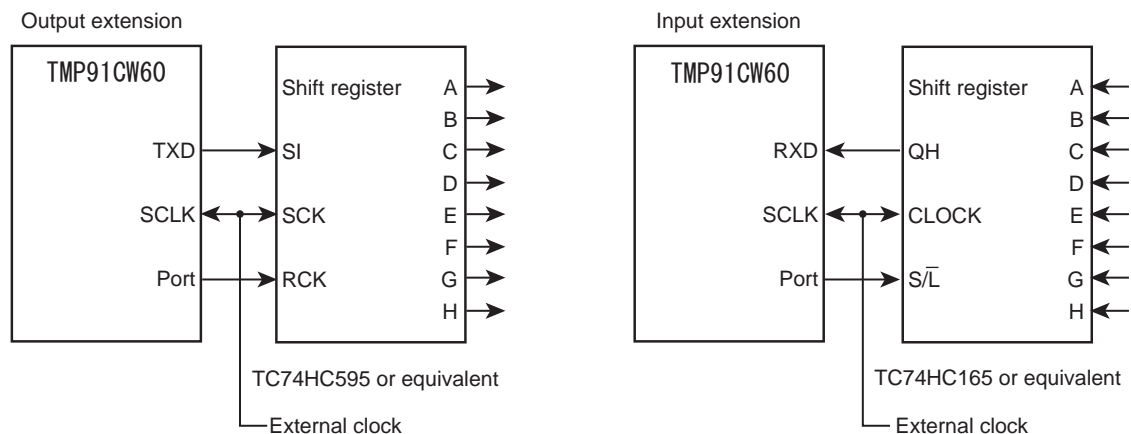 Output extension
TMP91CW60
Shift register
A
B
TXD
SI
C
D
SCLK
SCK
E
F
Port
RCK
G
H
TC74HC595 or equivalent
External clock
Input extension
TMP91CW60
Shift register
A
B
RXD
QH
C
D
SCLK
CLOCK
E
F
Port
S/L̅
G
H
TC74HC165 or equivalent
External clock